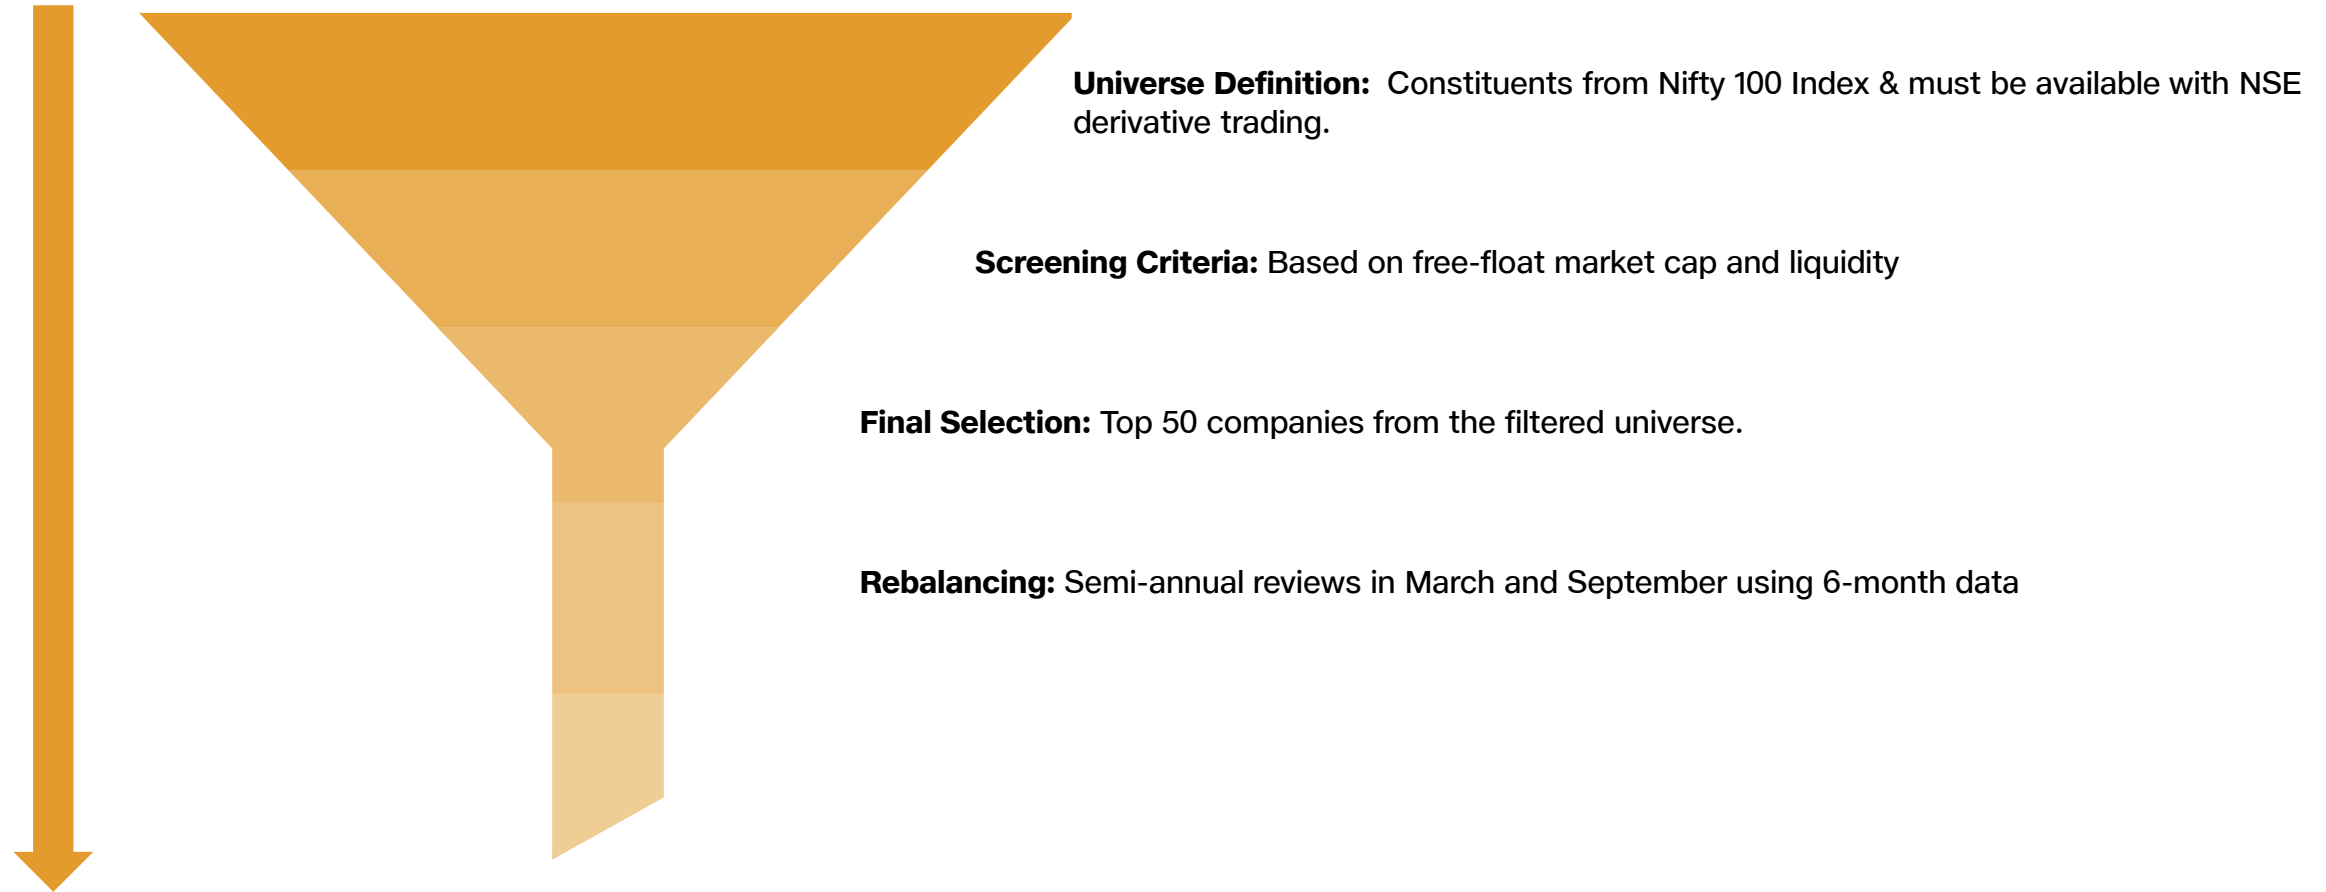 Universe Definition: Constituents from Nifty 100 Index & must be available with NSE
derivative trading.
Screening Criteria: Based on free-float market cap and liquidity
Final Selection: Top 50 companies from the filtered universe.
Rebalancing: Semi-annual reviews in March and September using 6-month data